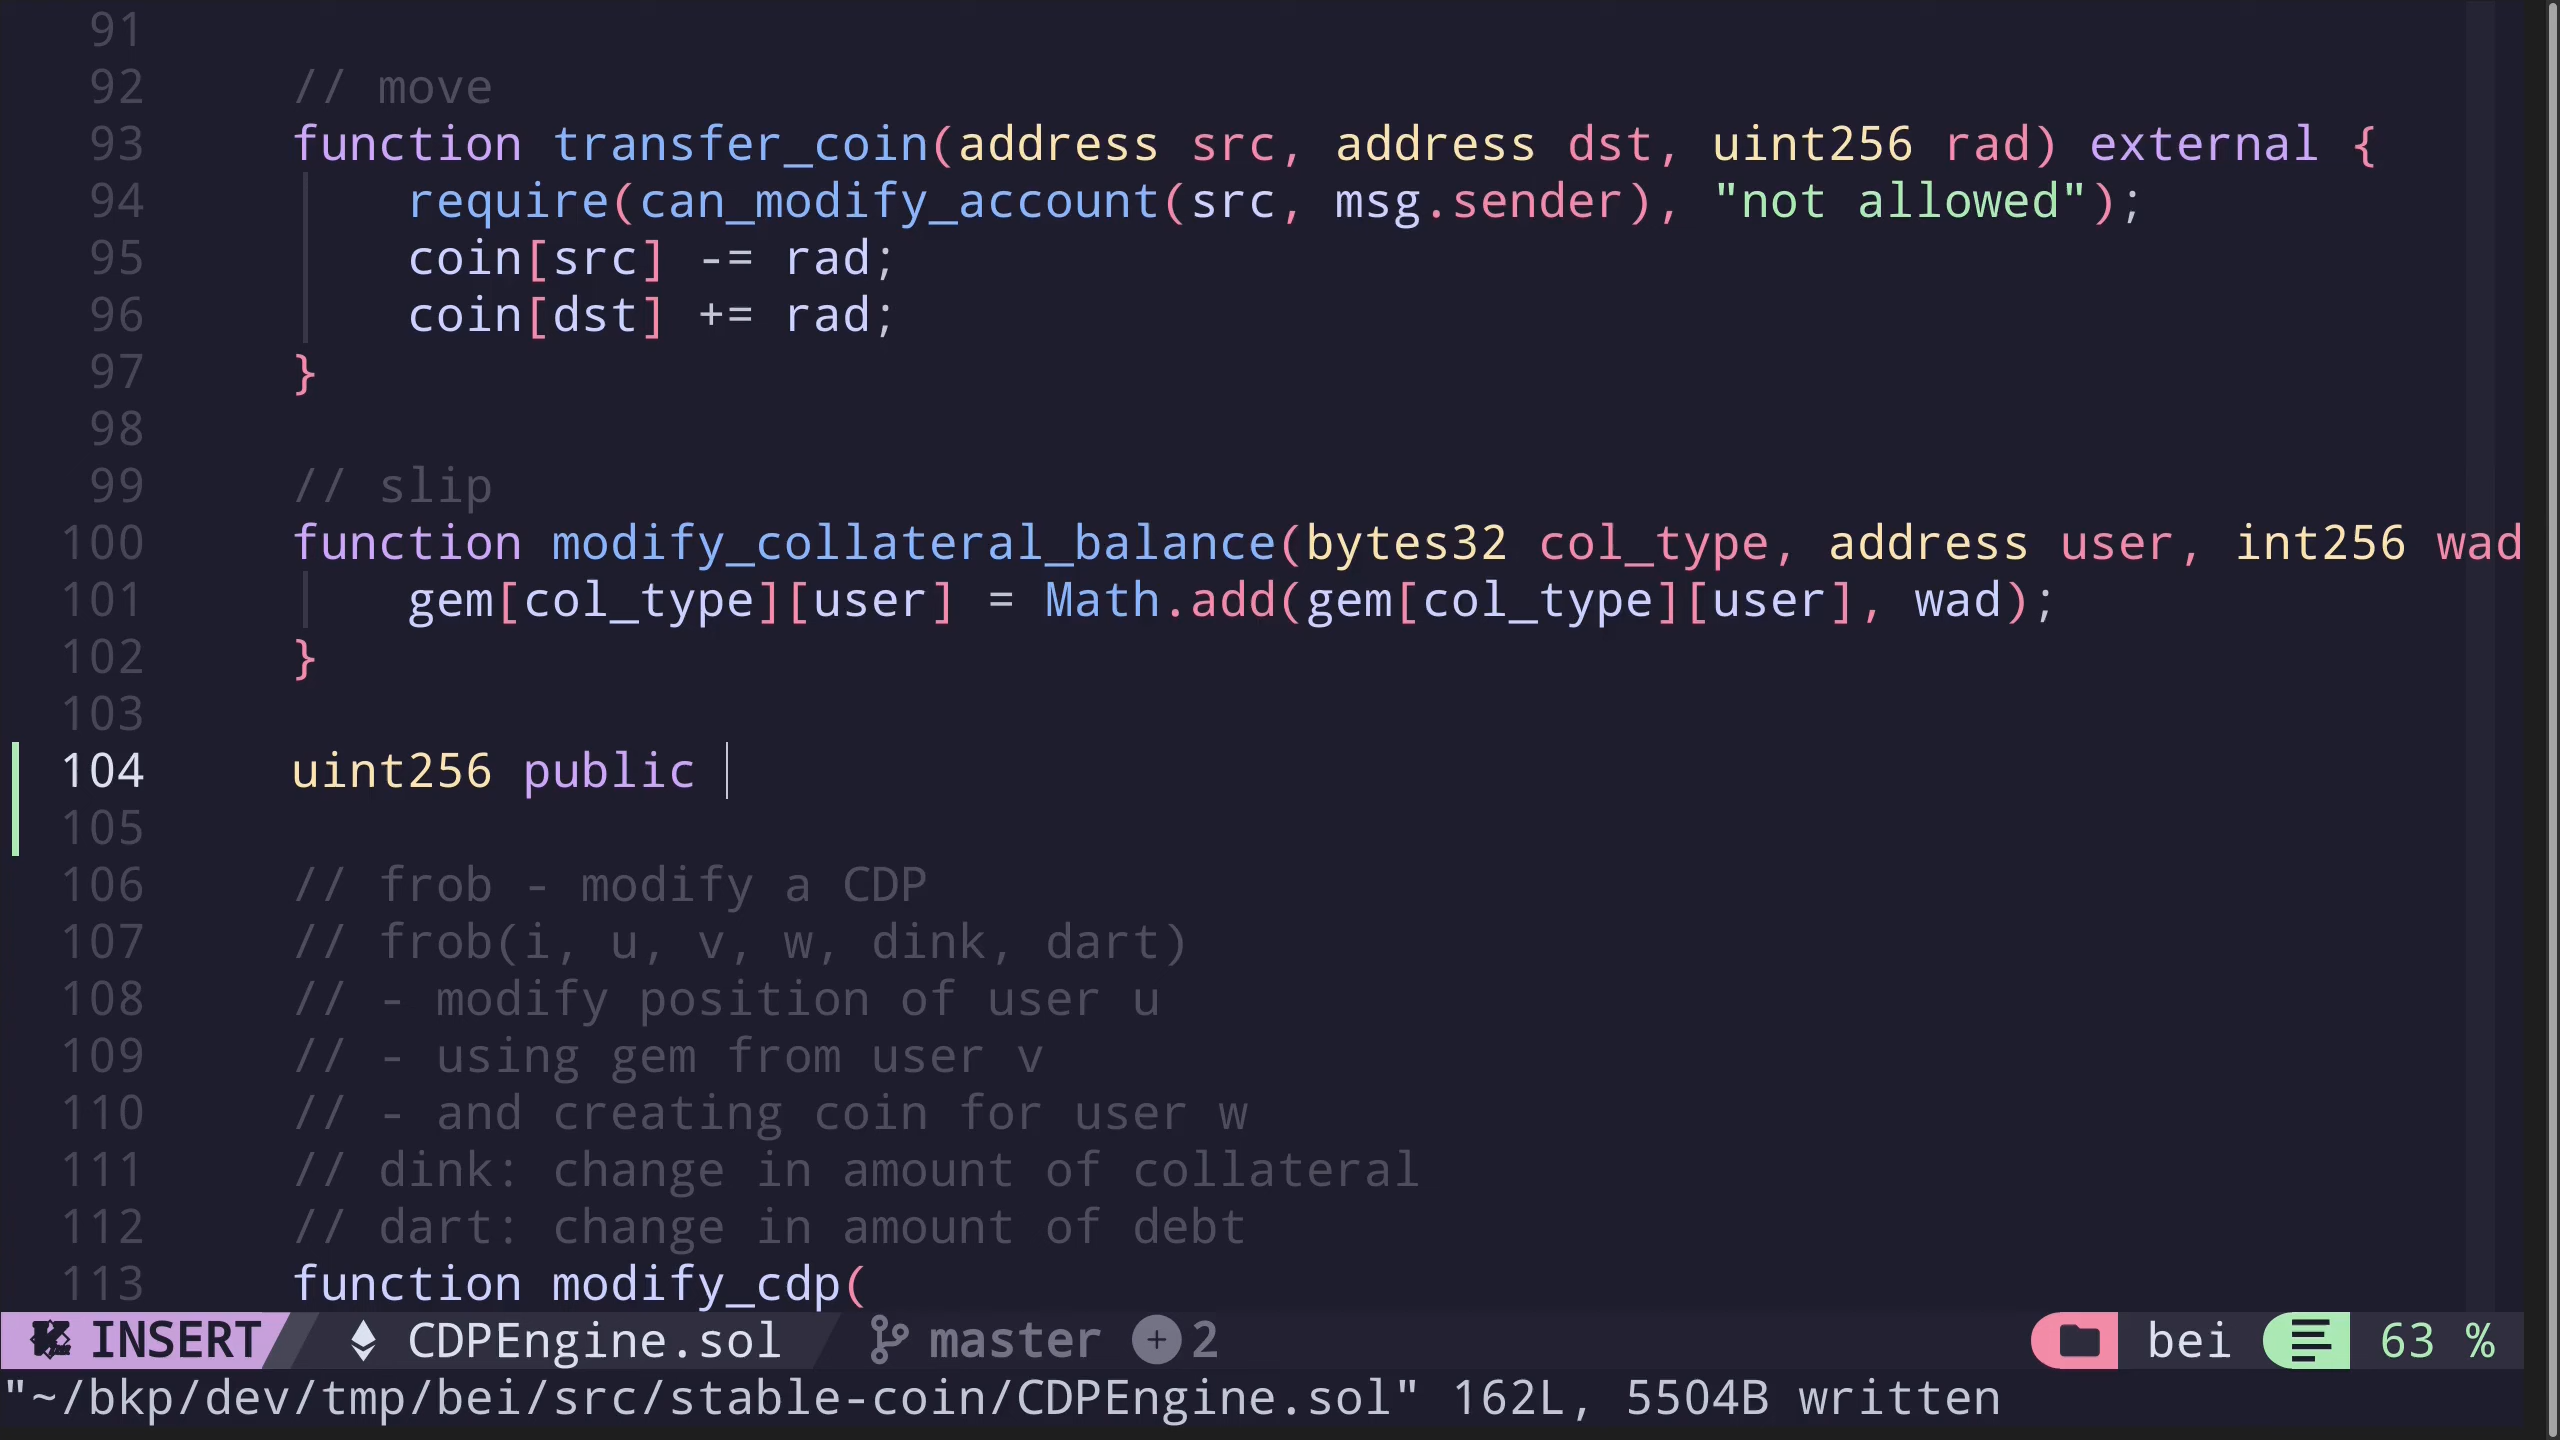 91
92 // move
93 function transfer_coin(address src, address dst, uint256 rad) external {
94 require(can_modify_account(src, msg.sender), "not allowed");
95 coin[src] -= rad;
96 coin[dst] += rad;
97 }
98
99 // slip
100 function modify_collateral_balance(bytes32 col_type, address user, int256 wad
101 gem[col_type][user] = Math.add(gem[col_type][user], wad);
102 }
103
104 uint256 public
105
106 // frob - modify a CDP
107 // frob(i, u, v, w, dink, dart)
108 // - modify position of user u
109 // - using gem from user v
110 // - and creating coin for user w
111 // dink: change in amount of collateral
112 // dart: change in amount of debt
113 function modify_cdp(
INSERT CDPEngine.sol master + 2 bei 63 %
"~/bkp/dev/tmp/bei/src/stable-coin/CDPEngine.sol" 162L, 5504B written